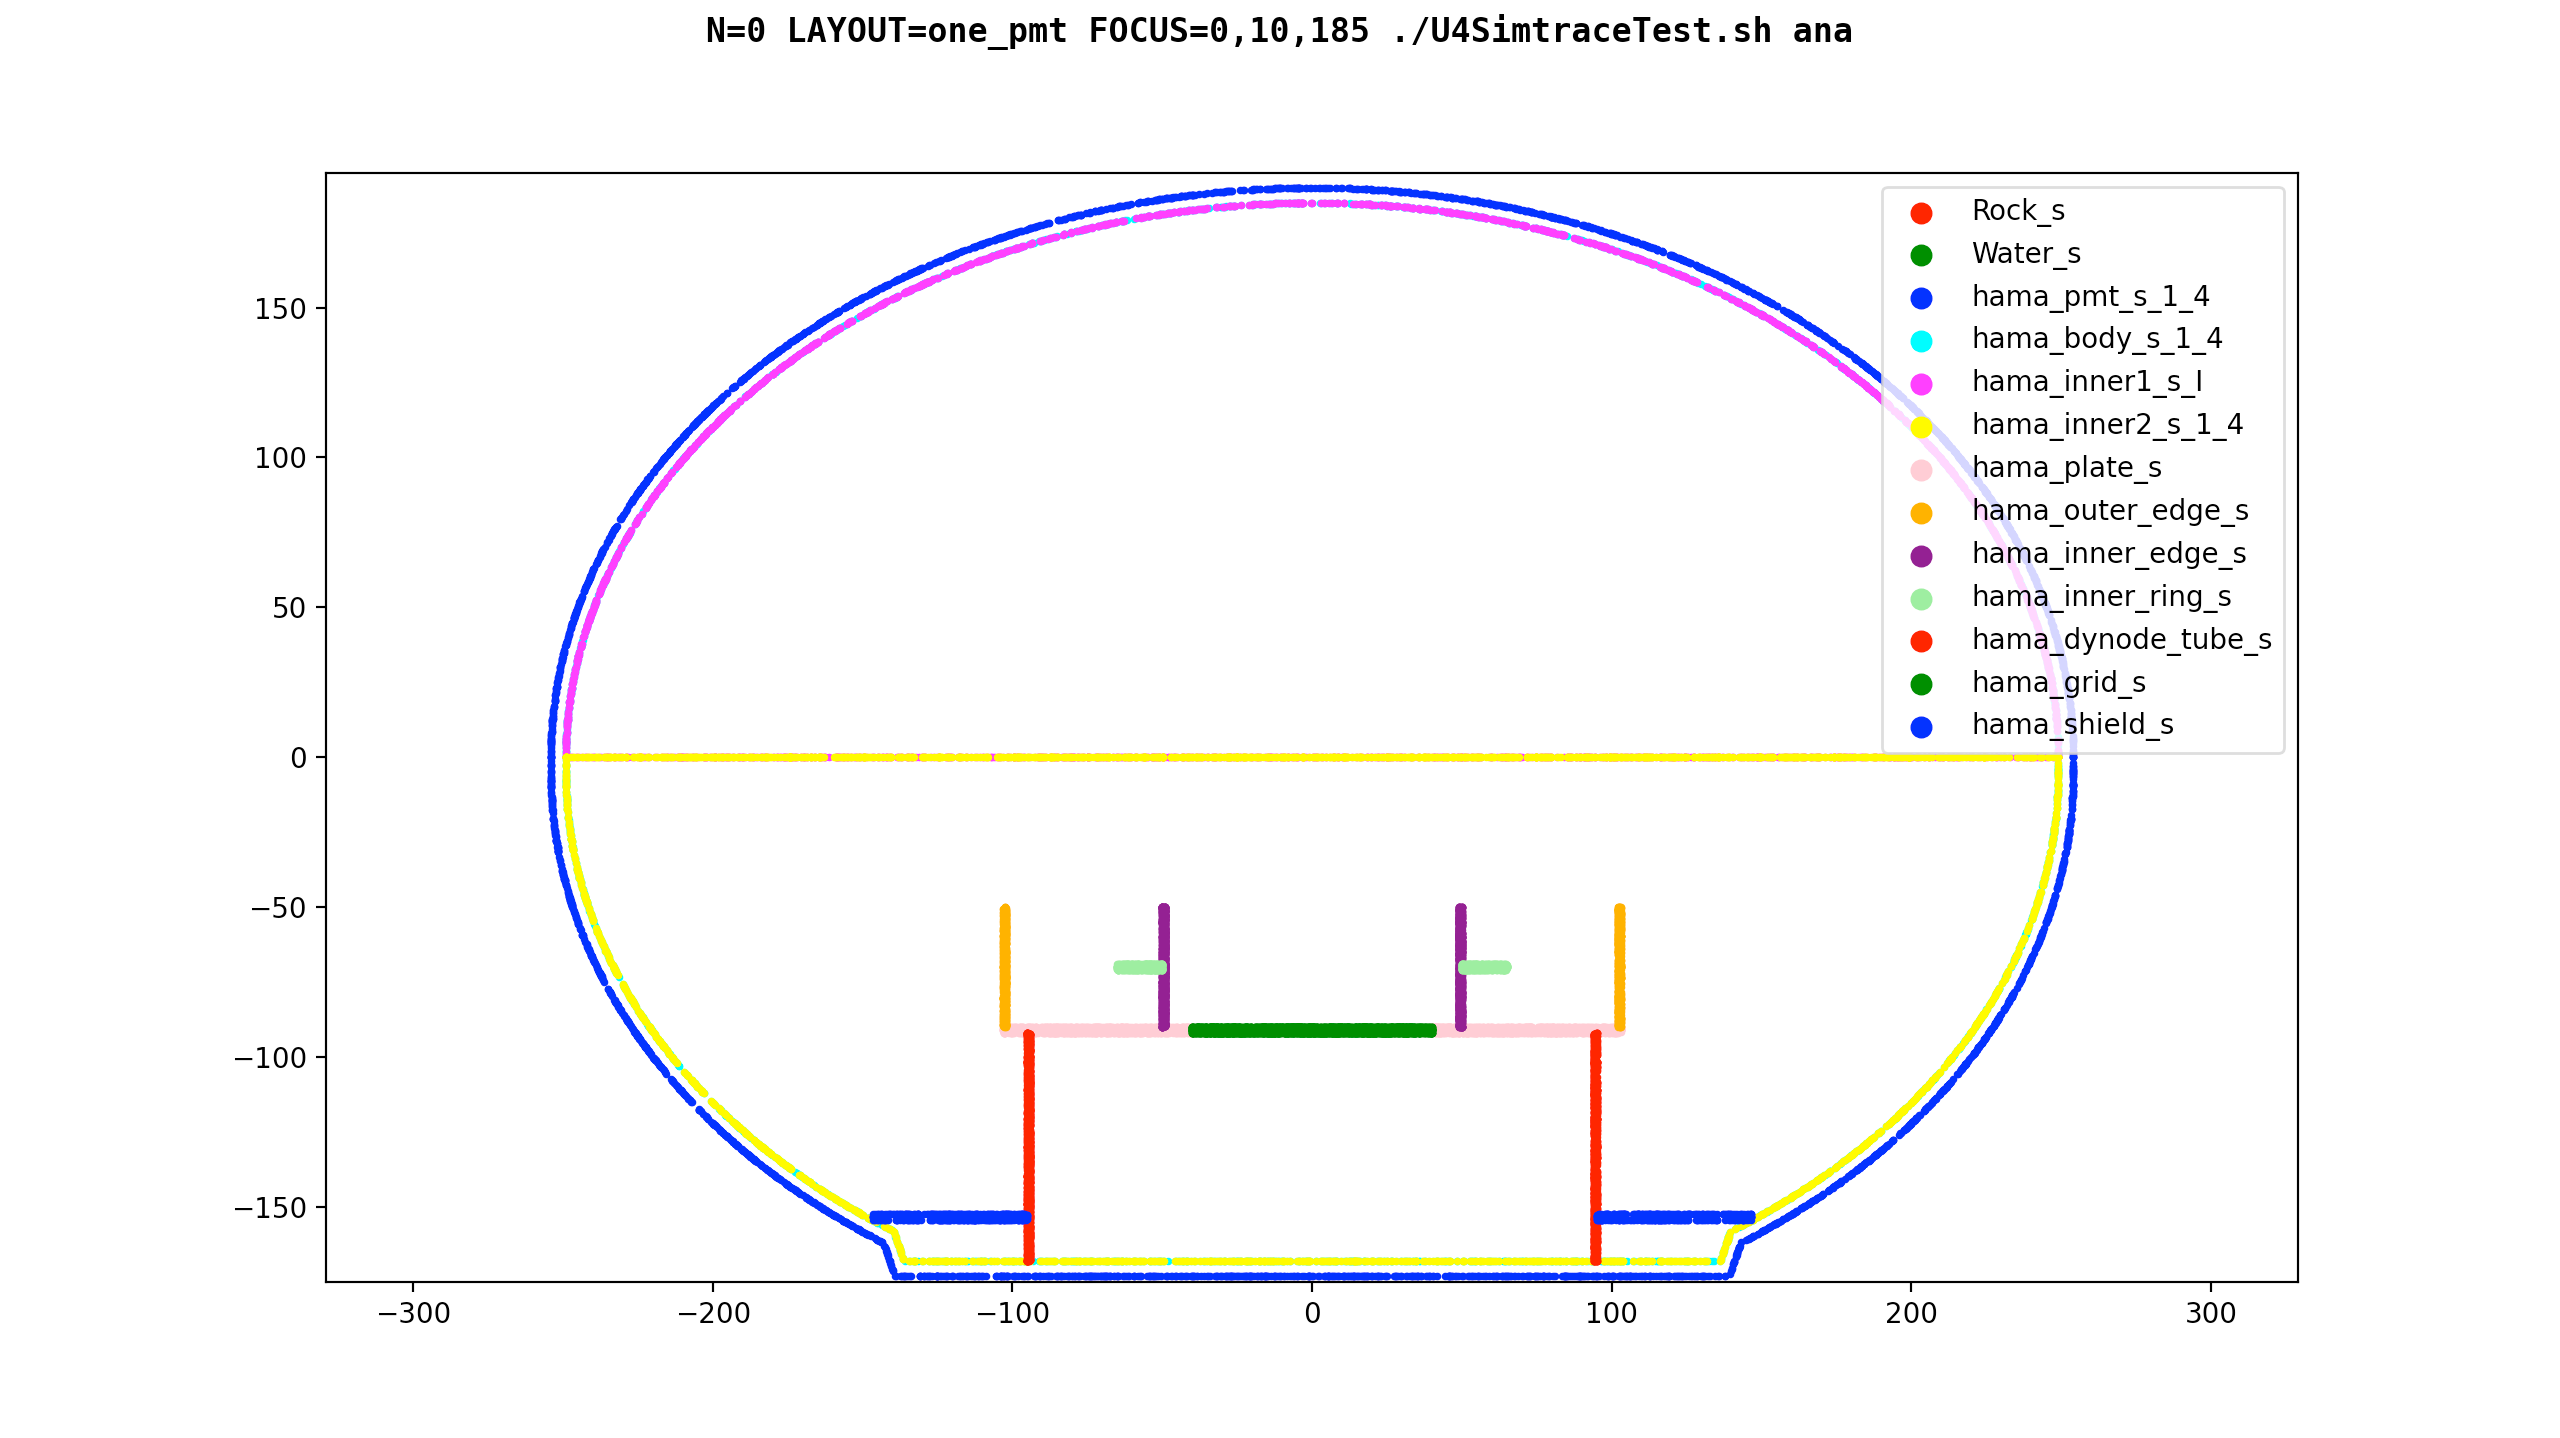 N=0 LAYOUT=one_pmt FOCUS=0,10,185 ./U4SimtraceTest.sh ana
Rock_s
Water_s
hama_pmt_s_1_4
hama_body_s_1_4
hama_inner1_s_I
hama_inner2_s_1_4
hama_plate_s
hama_outer_edge_s
hama_inner_edge_s
hama_inner_ring_s
hama_dynode_tube_s
hama_grid_s
hama_shield_s
150
100
50
0
−50
−100
−150
−300 −200 −100 0 100 200 300